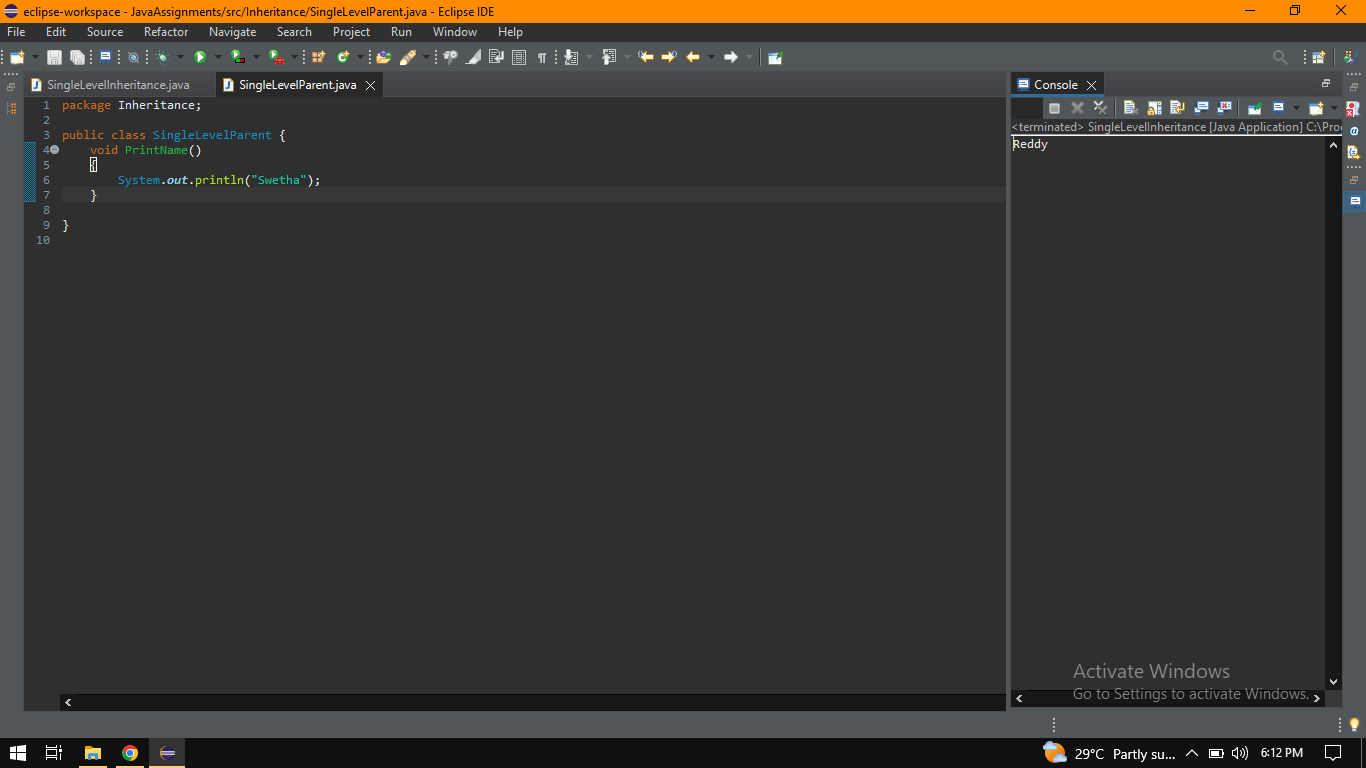 eclipse-workspace - JavaAssignments/src/Inheritance/SingleLevelParent.java - Eclipse IDE
File Edit Source Refactor Navigate Search Project Run Window Help
SingleLevelInheritance.java SingleLevelParent.java
1 package Inheritance;
2
3 public class SingleLevelParent {
4 void PrintName()
5 {
6 System.out.println("Swetha");
7 }
8
9 }
10
Console
<terminated> SingleLevelInheritance [Java Application] C:\Pro
Reddy
Activate Windows
Go to Settings to activate Windows.
29°C Partly su... 6:12 PM